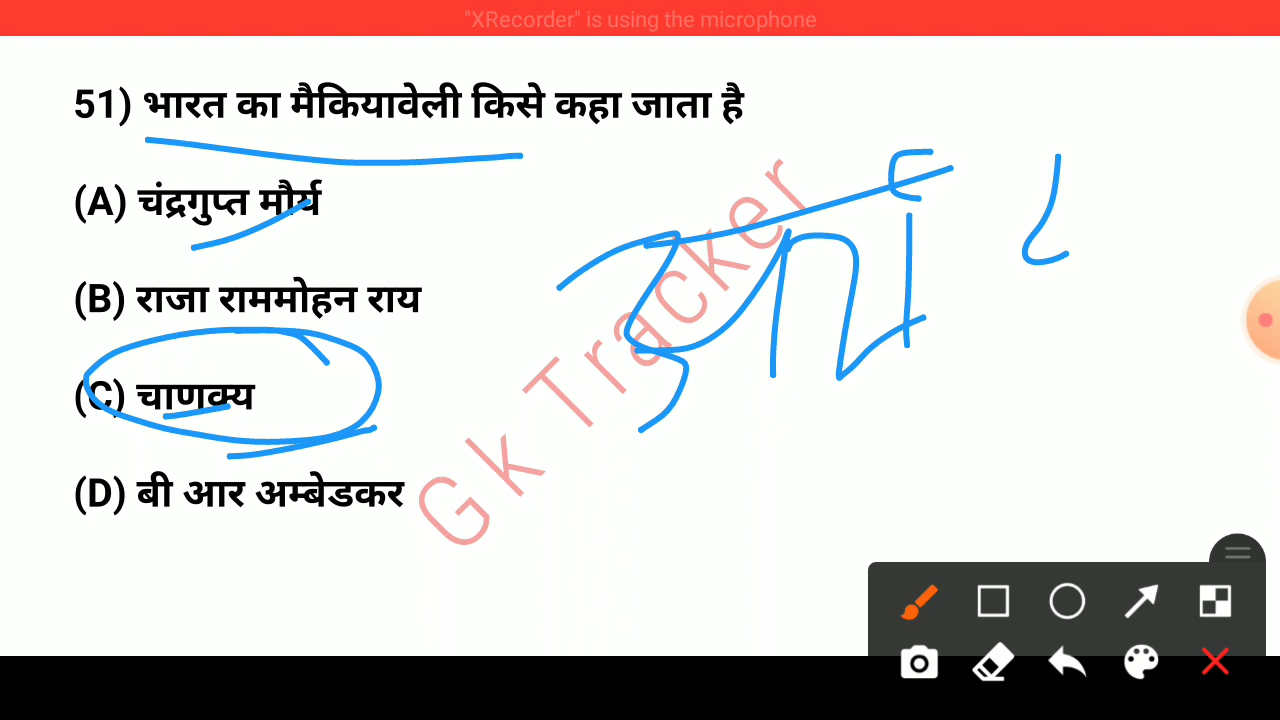 "XRecorder" is using the microphone
51) भारत का मैकियावेली किसे कहा जाता है
(A) चंद्रगुप्त मौर्य
(B) राजा राममोहन राय
(C) चाणक्य
(D) बी आर अम्बेडकर
Gk Tracker